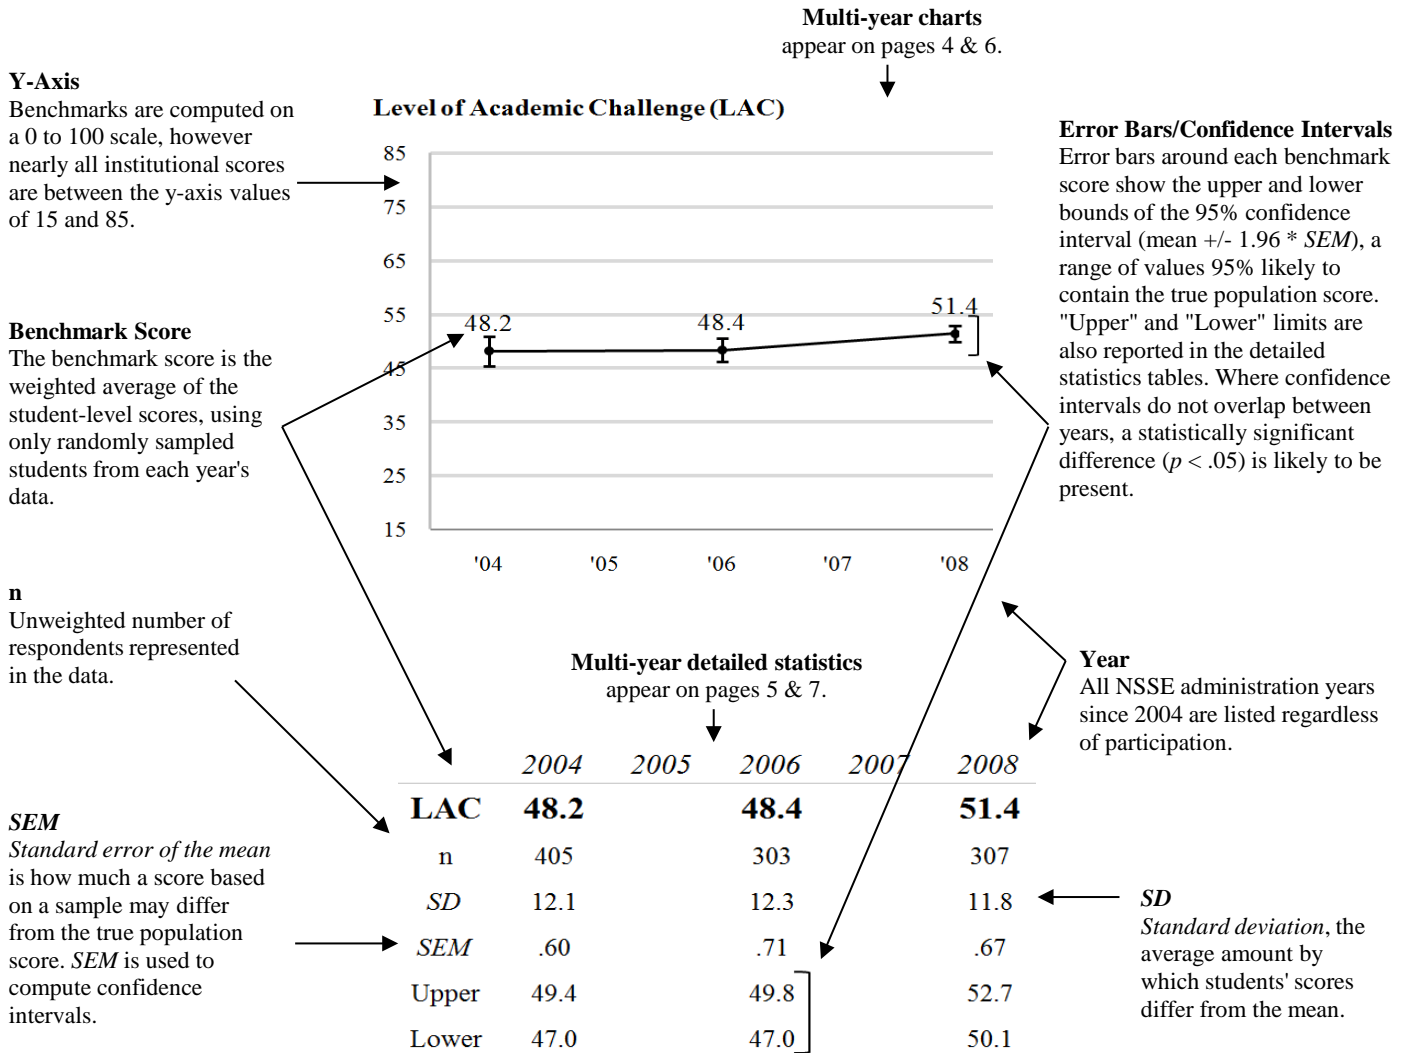 Multi-year charts
appear on pages 4 & 6.
Y-Axis
Benchmarks are computed on
a 0 to 100 scale, however
nearly all institutional scores
are between the y-axis values
of 15 and 85.
Benchmark Score
The benchmark score is the
weighted average of the
student-level scores, using
only randomly sampled
students from each year's
data.
n
Unweighted number of
respondents represented
in the data.
SEM
Standard error of the mean
is how much a score based
on a sample may differ
from the true population
score. SEM is used to
compute confidence
intervals.
Level of Academic Challenge (LAC)
85
75
65
55
45
35
25
15
48.2
48.4
51.4
'04 '05 '06 '07 '08
Error Bars/Confidence Intervals
Error bars around each benchmark
score show the upper and lower
bounds of the 95% confidence
interval (mean +/- 1.96 * SEM), a
range of values 95% likely to
contain the true population score.
"Upper" and "Lower" limits are
also reported in the detailed
statistics tables. Where confidence
intervals do not overlap between
years, a statistically significant
difference (p < .05) is likely to be
present.
Multi-year detailed statistics
appear on pages 5 & 7.
Year
All NSSE administration years
since 2004 are listed regardless
of participation.
2004 2005 2006 2007 2008
LAC 48.2 48.4 51.4
n 405 303 307
SD 12.1 12.3 11.8
SEM .60 .71 .67
Upper 49.4 49.8 52.7
Lower 47.0 47.0 50.1
SD
Standard deviation, the
average amount by
which students' scores
differ from the mean.